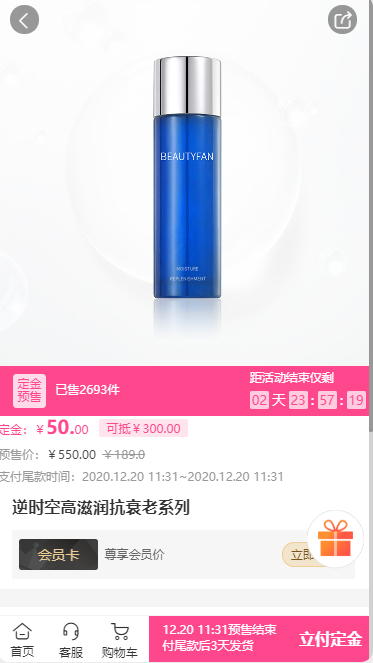 BEAUTYFAN
MOISTURE
REPLENISHMENT
定金
预售
已售2693件
距活动结束仅剩
02 天 23 : 57 : 19
定金: ¥ 50.00 可抵￥300.00
预售价: ￥550.00 ￥189.0
支付尾款时间: 2020.12.20 11:31~2020.12.20 11:31
逆时空高滋润抗衰老系列
会员卡 尊享会员价 立即
首页
客服
购物车
12.20 11:31预售结束
付尾款后3天发货
立付定金